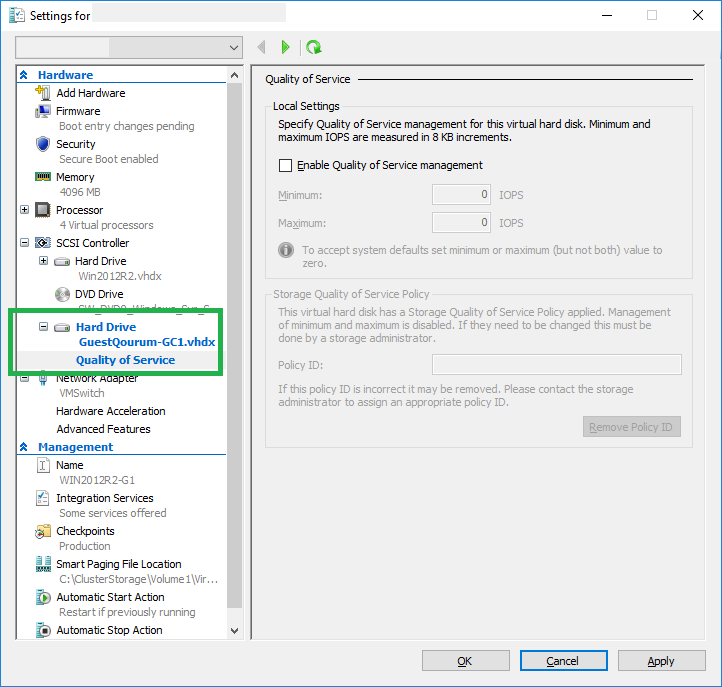 Settings for
Hardware
Add Hardware
Firmware
Boot entry changes pending
Security
Secure Boot enabled
Memory
4096 MB
Processor
4 Virtual processors
SCSI Controller
Hard Drive
Win2012R2.vhdx
DVD Drive
Hard Drive
GuestQourum-GC1.vhdx
Quality of Service
Network Adapter
VMSwitch
Hardware Acceleration
Advanced Features
Management
Name
WIN2012R2-G1
Integration Services
Some services offered
Checkpoints
Production
Smart Paging File Location
C:\ClusterStorage\Volume1\Vir...
Automatic Start Action
Restart if previously running
Automatic Stop Action
Quality of Service
Local Settings
Specify Quality of Service management for this virtual hard disk. Minimum and
maximum IOPS are measured in 8 KB increments.
Enable Quality of Service management
Minimum: 0 IOPS
Maximum: 0 IOPS
To accept system defaults set minimum or maximum (but not both) value to
zero.
Storage Quality of Service Policy
This virtual hard disk has a Storage Quality of Service Policy applied. Management
of minimum and maximum is disabled. If they need to be changed this must be
done by a storage administrator.
Policy ID:
If this policy ID is incorrect it may be removed. Please contact the storage
administrator to assign an appropriate policy ID.
Remove Policy ID
OK Cancel Apply